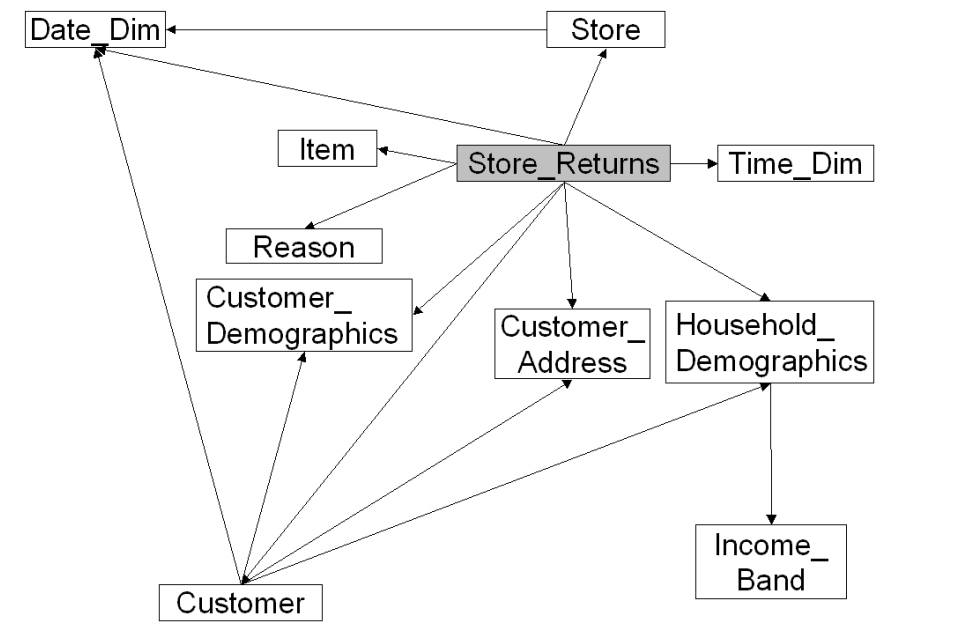 Date_Dim
Store
Item
Store_Returns
Time_Dim
Reason
Customer_
Demographics
Customer_
Address
Household_
Demographics
Income_
Band
Customer